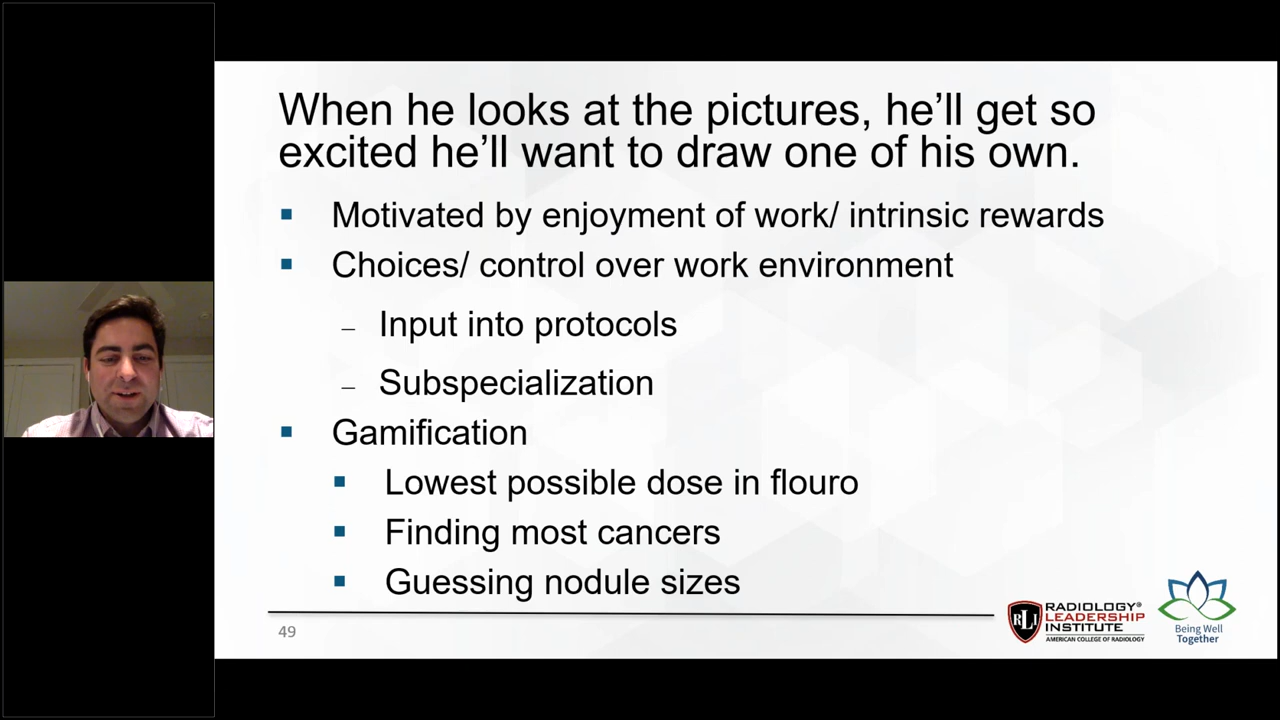 When he looks at the pictures, he’ll get so
excited he’ll want to draw one of his own.
▪ Motivated by enjoyment of work/ intrinsic rewards
▪ Choices/ control over work environment
– Input into protocols
– Subspecialization
▪ Gamification
▪ Lowest possible dose in flouro
▪ Finding most cancers
▪ Guessing nodule sizes
49
RLI
RADIOLOGY®
LEADERSHIP
INSTITUTE
AMERICAN COLLEGE OF RADIOLOGY
Being Well
Together